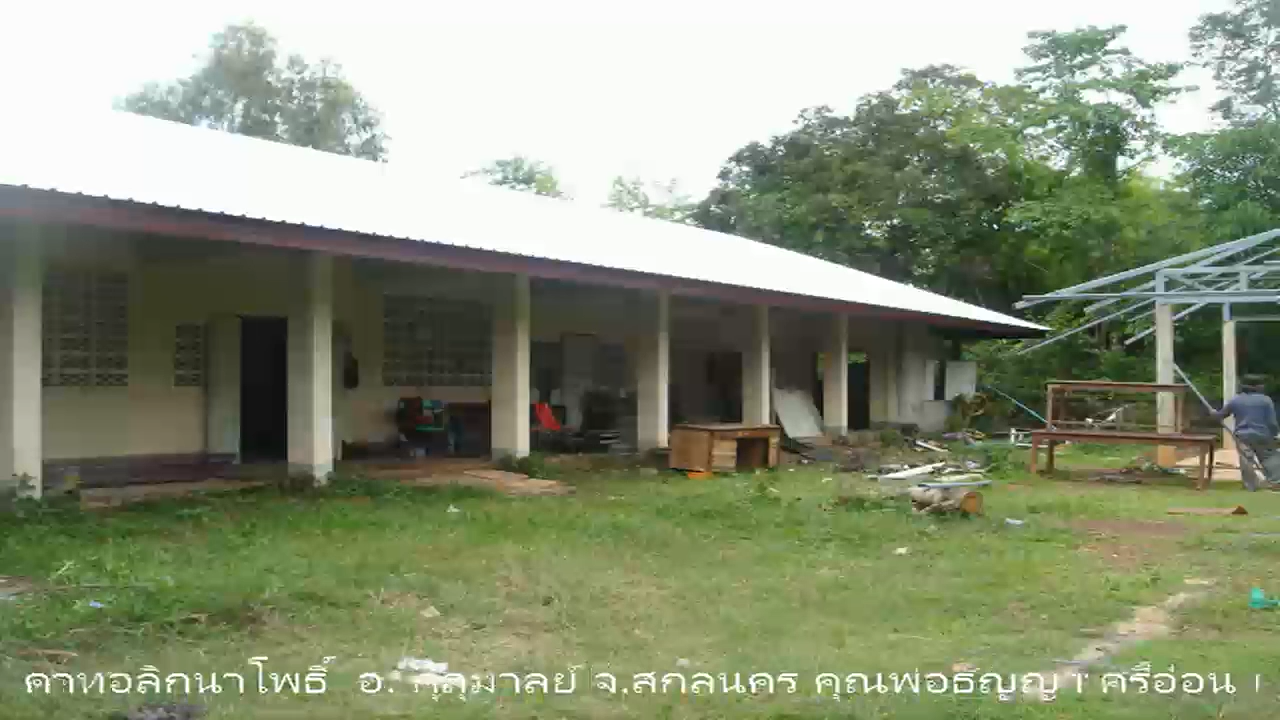 คาทอลิกนาโพธิ์ อ. กุสุมาลย์ จ.สกลนคร คุณพ่อธัญญา ศรีอ่อน